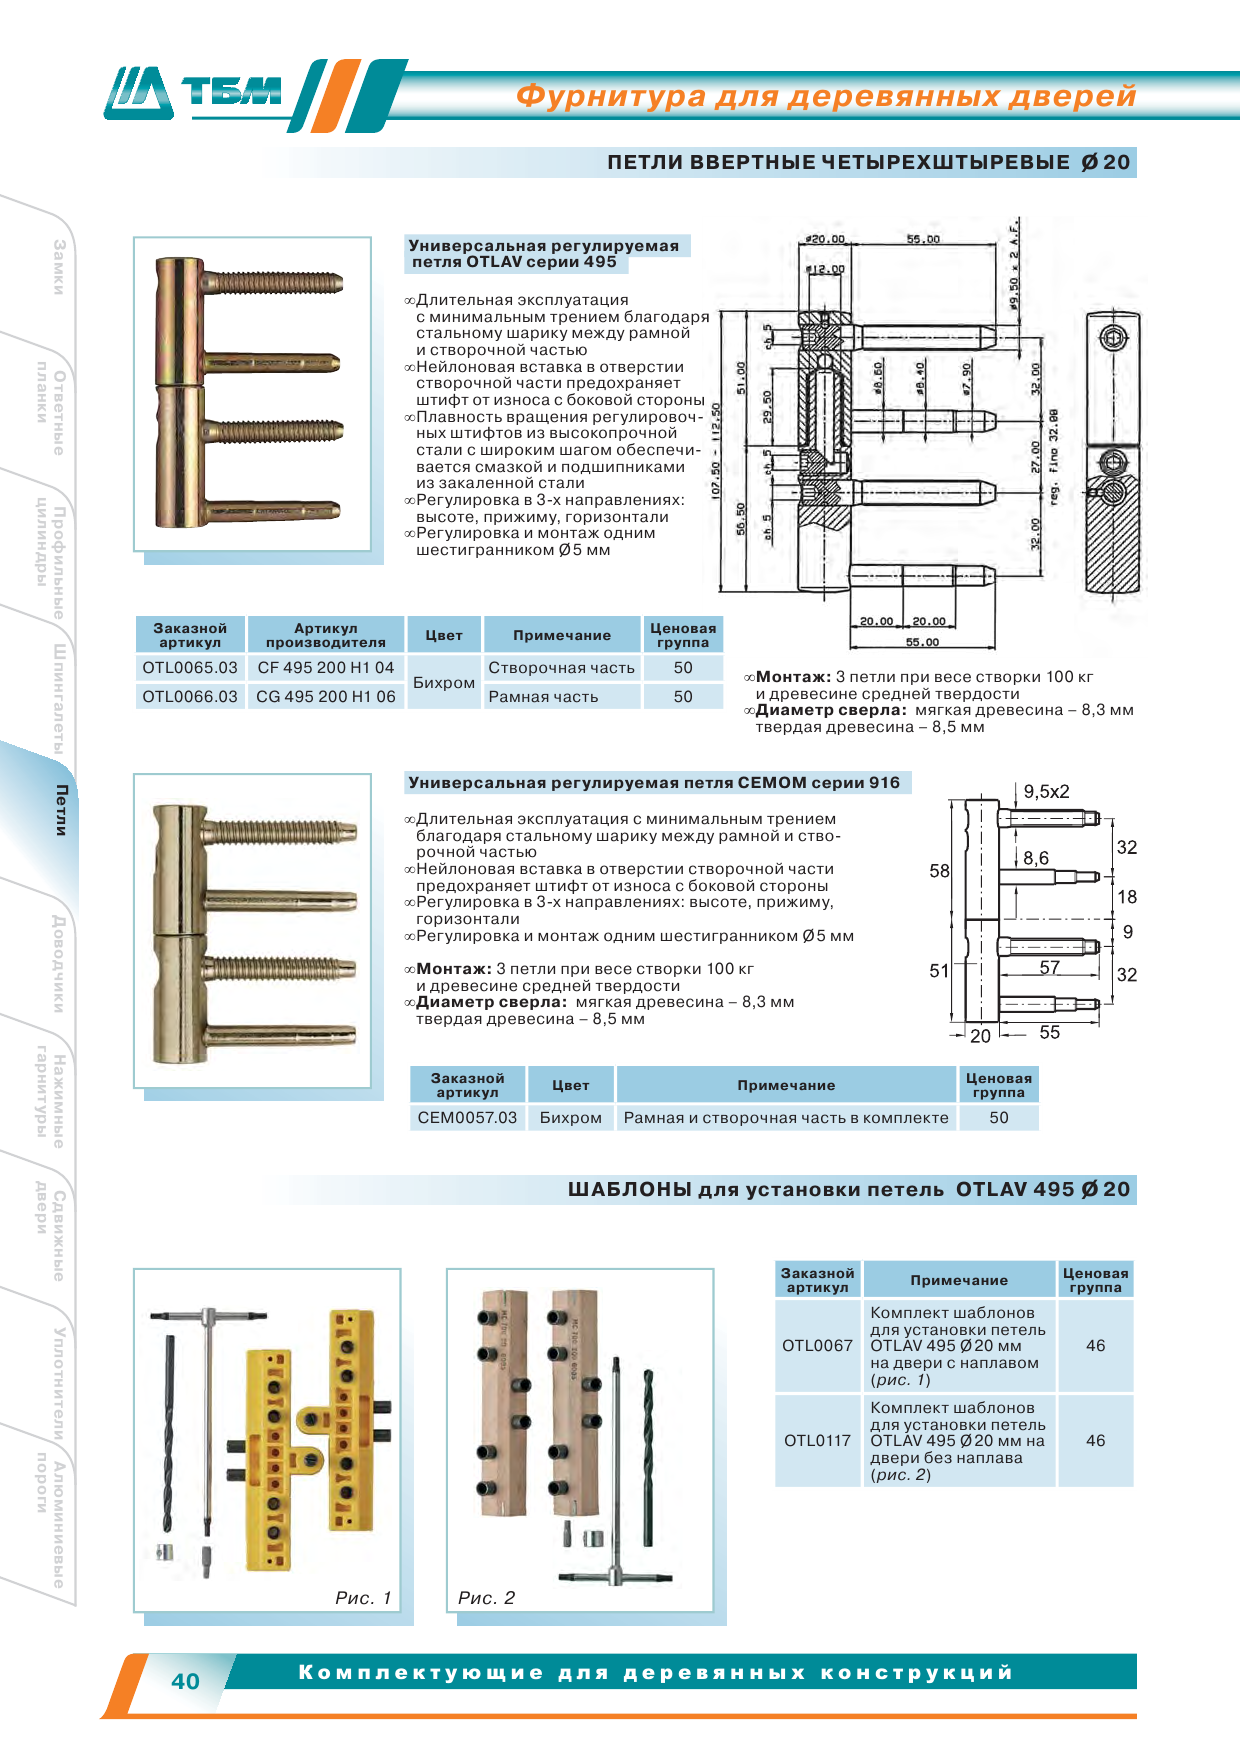 ТБМ
Фурнитура для деревянных дверей
ПЕТЛИ ВВЕРТНЫЕ ЧЕТЫРЕХШТЫРЕВЫЕ Ø 20
Замки
Ответные
планки
Профильные
цилиндры
Шпингалеты
Петли
Доводчики
Нажимные
гарнитуры
Сдвижные
двери
Уплотнители
Алюминиевые
пороги
Универсальная регулируемая
петля OTLAV серии 495
∞Длительная эксплуатация
с минимальным трением благодаря
стальному шарику между рамной
и створочной частью
∞Нейлоновая вставка в отверстии
створочной части предохраняет
штифт от износа с боковой стороны
∞Плавность вращения регулировоч-
ных штифтов из высокопрочной
стали с широким шагом обеспечи-
вается смазкой и подшипниками
из закаленной стали
∞Регулировка в 3-х направлениях:
высоте, прижиму, горизонтали
∞Регулировка и монтаж одним
шестигранником Ø5 мм
ø20.00
55.00
ø12.00
ø9.50 x 2 A.F.
ch 5
51.00
29.50
107.50 - 112.50
ch 5
56.50
ch 5
ø8.60
ø8.40
ø7.90
32.00
27.00
reg. fino 32.00
32.00
20.00
20.00
55.00
Заказной артикул
Артикул производителя
Цвет
Примечание
Ценовая группа
OTL0065.03 CF 495 200 H1 04 Бихром Створочная часть 50
OTL0066.03 CG 495 200 H1 06 Рамная часть 50
∞Монтаж: 3 петли при весе створки 100 кг
и древесине средней твердости
∞Диаметр сверла: мягкая древесина – 8,3 мм
твердая древесина – 8,5 мм
Универсальная регулируемая петля CEMOM серии 916
∞Длительная эксплуатация с минимальным трением
благодаря стальному шарику между рамной и ство-
рочной частью
∞Нейлоновая вставка в отверстии створочной части
предохраняет штифт от износа с боковой стороны
∞Регулировка в 3-х направлениях: высоте, прижиму,
горизонтали
∞Регулировка и монтаж одним шестигранником Ø5 мм
∞Монтаж: 3 петли при весе створки 100 кг
и древесине средней твердости
∞Диаметр сверла: мягкая древесина – 8,3 мм
твердая древесина – 8,5 мм
9,5x2
32
8,6
58
18
9
51
57
32
20
55
Заказной артикул
Цвет
Примечание
Ценовая группа
CEM0057.03 Бихром Рамная и створочная часть в комплекте 50
ШАБЛОНЫ для установки петель OTLAV 495 Ø 20
Рис. 1
Рис. 2
Заказной артикул
Примечание
Ценовая группа
OTL0067
Комплект шаблонов
для установки петель
OTLAV 495 Ø20 мм
на двери с наплавом
(рис. 1)
46
OTL0117
Комплект шаблонов
для установки петель
OTLAV 495 Ø20 мм на
двери без наплава
(рис. 2)
46
40
Комплектующие для деревянных конструкций